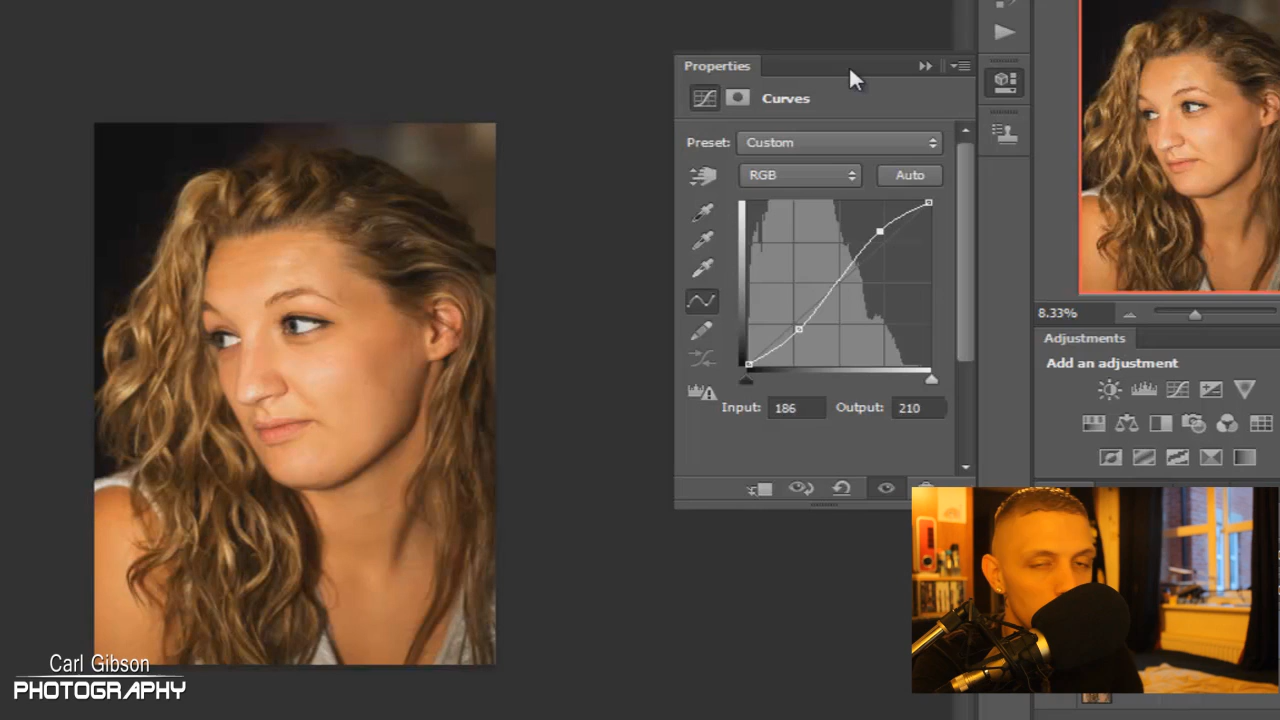 Properties
Curves
Preset: Custom
RGB
Auto
Input: 186 Output: 210
8.33%
Adjustments
Add an adjustment
Carl Gibson
PHOTOGRAPHY